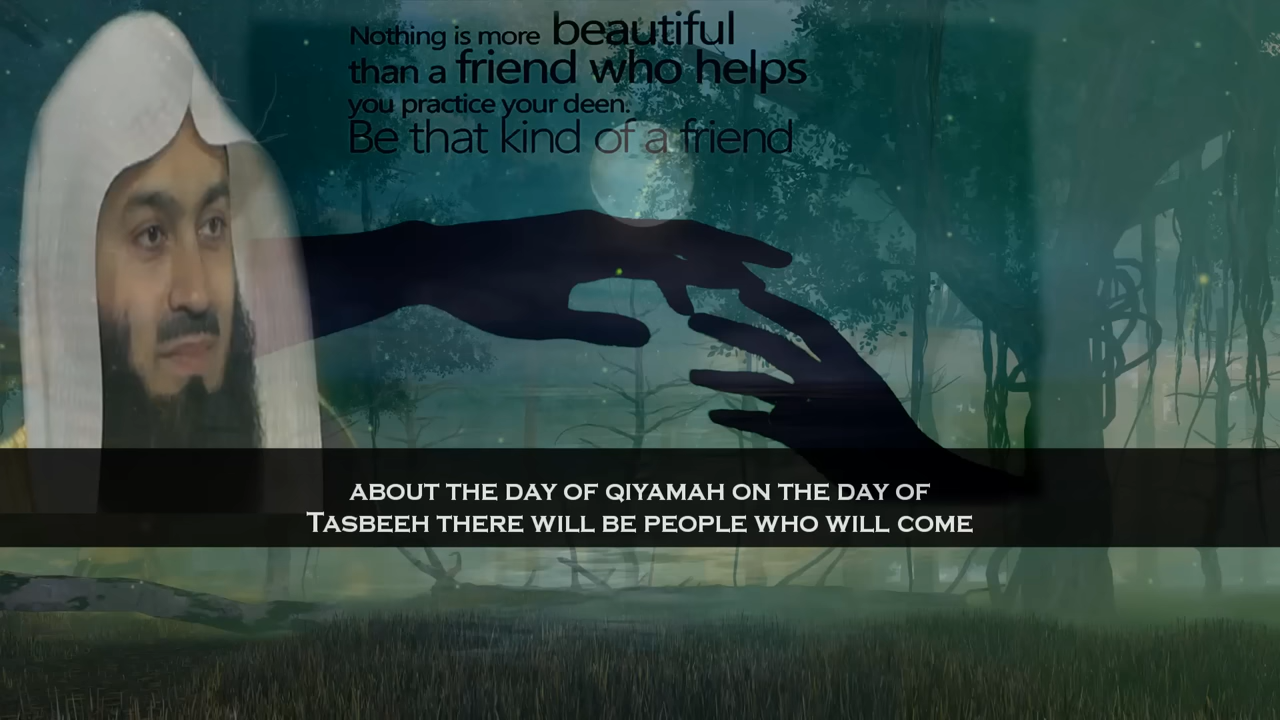 Nothing is more beautiful
than a friend who helps
you practice your deen.
Be that kind of a friend
ABOUT THE DAY OF QIYAMAH ON THE DAY OF
TASBEEH THERE WILL BE PEOPLE WHO WILL COME